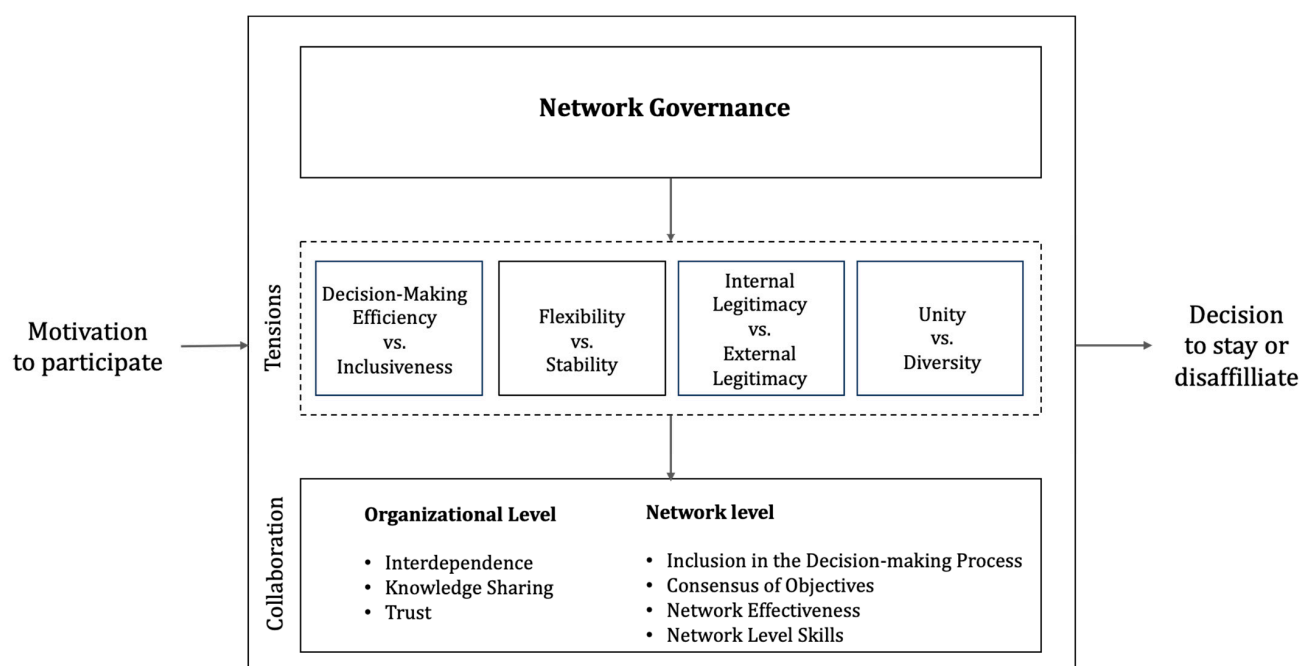 Network Governance
Motivation
to participate
Tensions
Decision-Making
Efficiency
vs.
Inclusiveness
Flexibility
vs.
Stability
Internal
Legitimacy
vs.
External
Legitimacy
Unity
vs.
Diversity
Decision
to stay or
disaffilliate
Collaboration
Organizational Level
• Interdependence
• Knowledge Sharing
• Trust
Network level
• Inclusion in the Decision-making Process
• Consensus of Objectives
• Network Effectiveness
• Network Level Skills